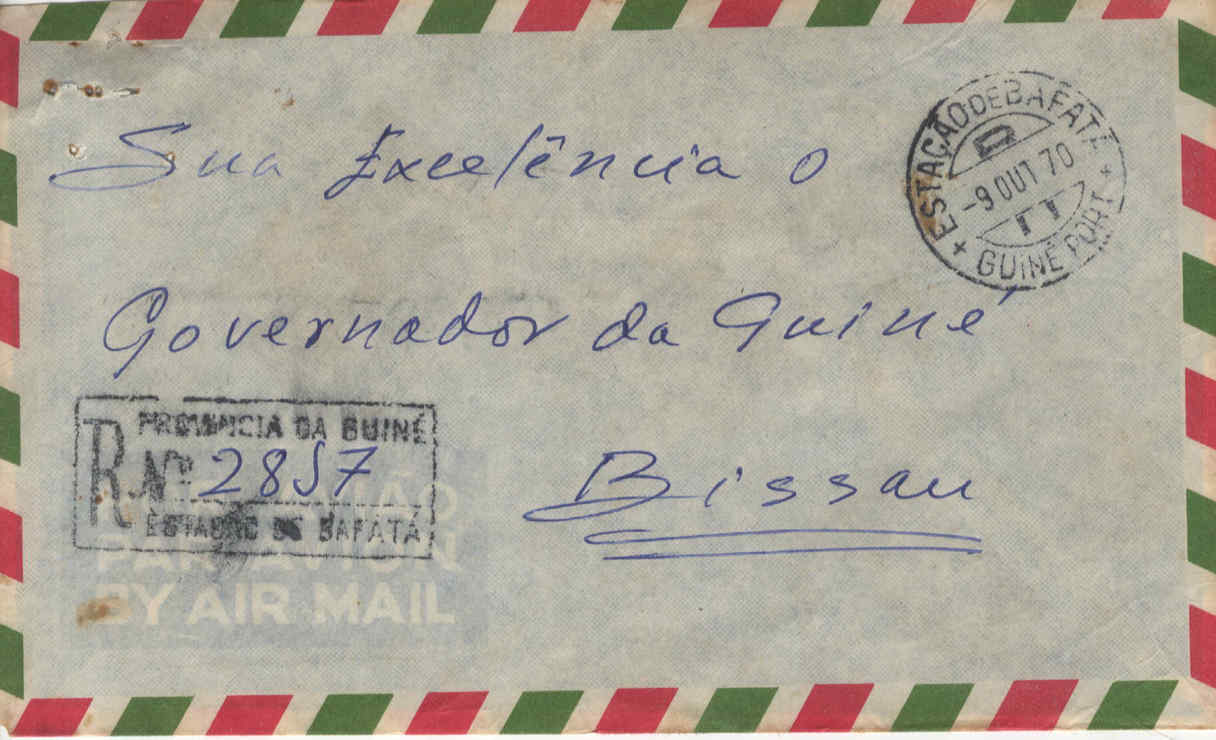 ESTAÇÃO DE BAFATÁ
-9 OUT 70
GUINÉ PORT
Sua Excelência o
Governador da Guiné
Bissau
PROVINCIA DA GUINÉ
R Nº 2857
ESTAÇÃO DE BAFATÁ
PAR AVION
BY AIR MAIL